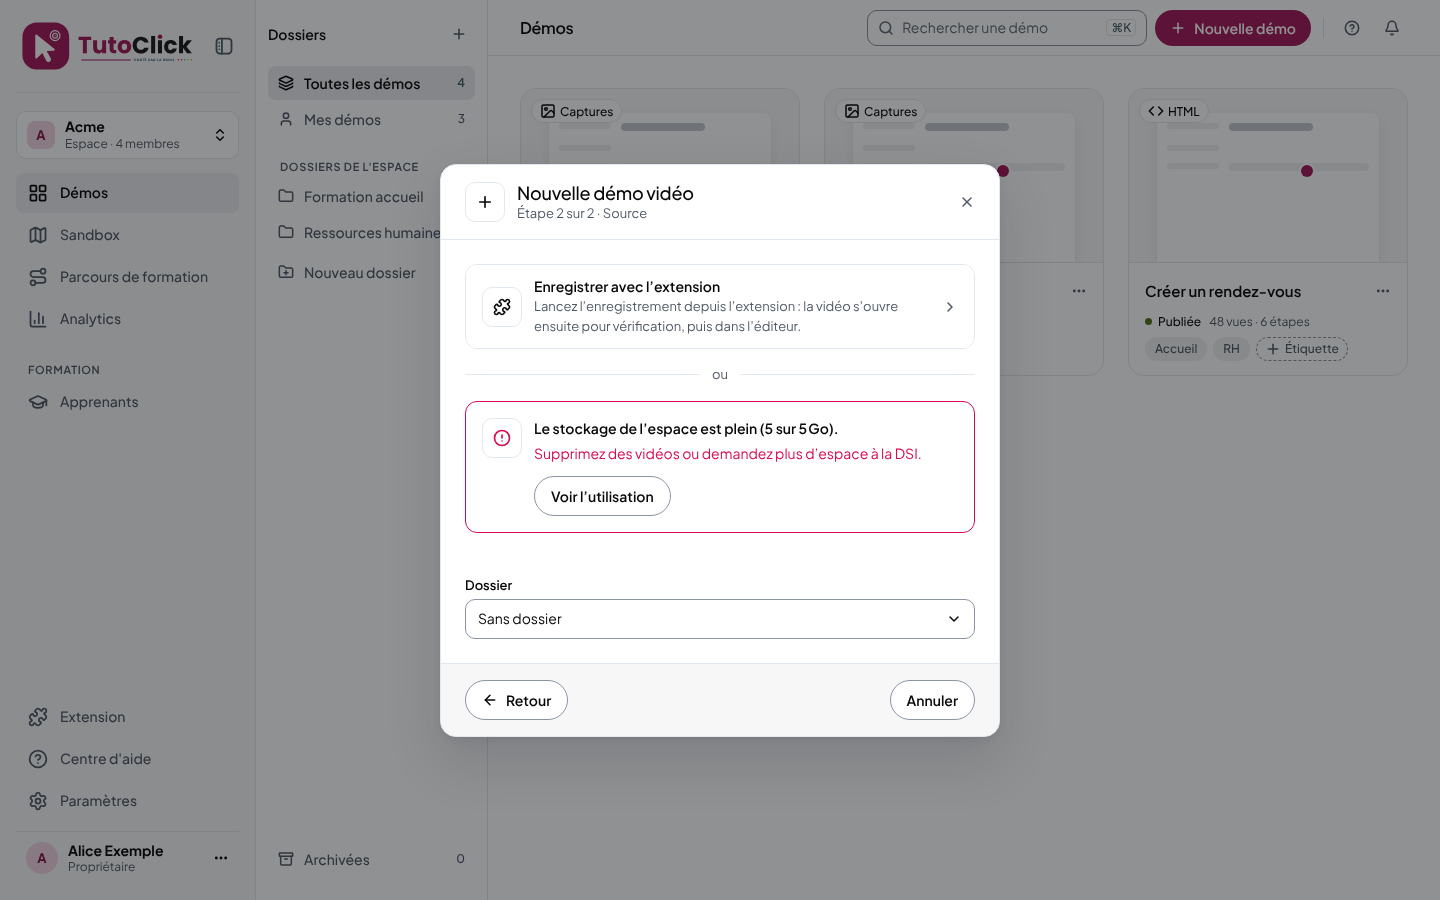 TutoClick
Acme
Espace · 4 membres
Démos
Sandbox
Parcours de formation
Analytics
FORMATION
Apprenants
Extension
Centre d'aide
Paramètres
A
Alice Exemple
Propriétaire
Dossiers
Toutes les démos 4
Mes démos 3
DOSSIERS DE L'ESPACE
Formation accueil
Ressources humaine
Nouveau dossier
Archivées 0
Démos
Rechercher une démo ⌘K
Nouvelle démo
Captures
Captures
HTML
Créer un rendez-vous
Publiée 48 vues · 6 étapes
Accueil RH Étiquette
Nouvelle démo vidéo
Étape 2 sur 2 · Source
Enregistrer avec l’extension
Lancez l’enregistrement depuis l’extension : la vidéo s’ouvre
ensuite pour vérification, puis dans l’éditeur.
ou
Le stockage de l’espace est plein (5 sur 5 Go).
Supprimez des vidéos ou demandez plus d’espace à la DSI.
Voir l’utilisation
Dossier
Sans dossier
Retour
Annuler
A